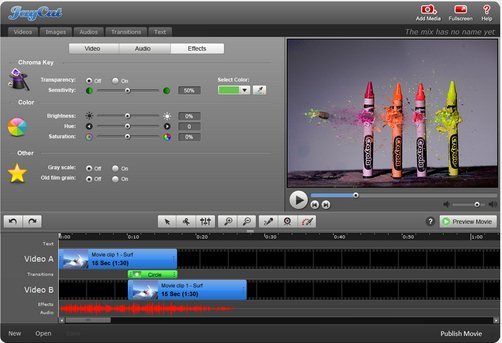 JayCut
Add Media Fullscreen Help
Videos Images Audios Transitions Text
The mix has no name yet
Video Audio Effects
Chroma Key
Transparency: Off On
Select Color:
Sensitivity: 50%
Color
Brightness: 0%
Hue: 0
Saturation: 0%
Other
Gray scale: Off On
Old film grain: Off On
Crayola
? Preview Movie
0:00 0:10 0:20 0:30 0:40 0:50 1:00
Text
Video A
Movie clip 1 - Surf
15 Sec (1:30)
Transitions
Circle
Video B
Movie clip 1 - Surf
15 Sec (1:30)
Effects
Audio
New Open
Publish Movie